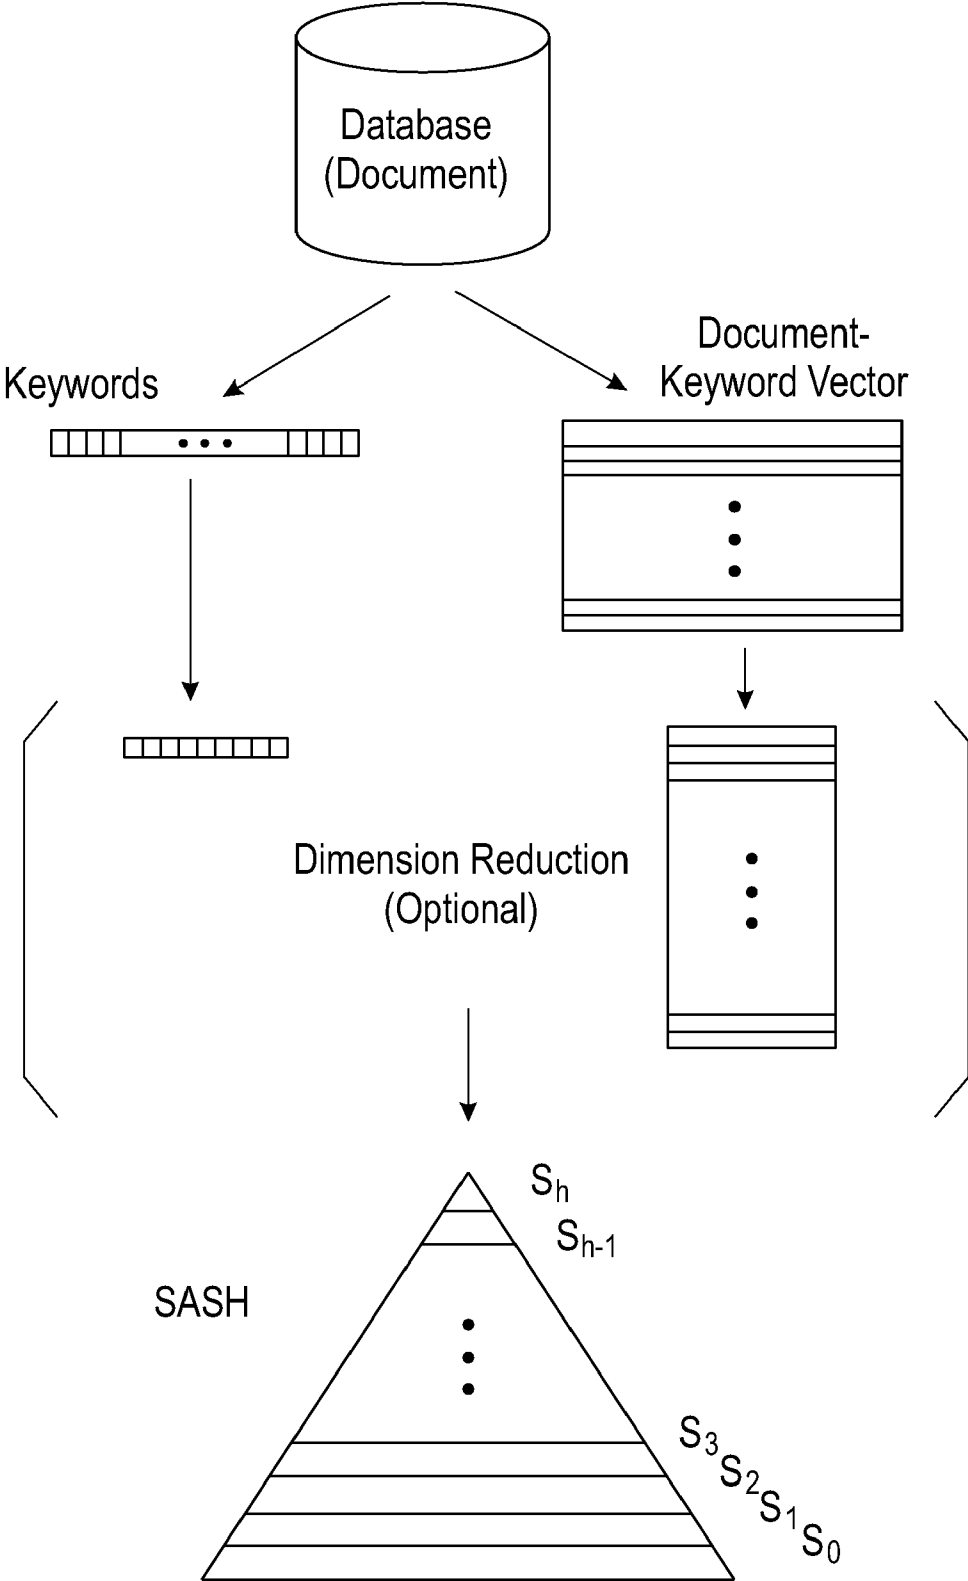 Database
(Document)
Document-
Keyword Vector
Keywords
Dimension Reduction
(Optional)
Sh
Sh-1
SASH
S3
S2
S1
S0